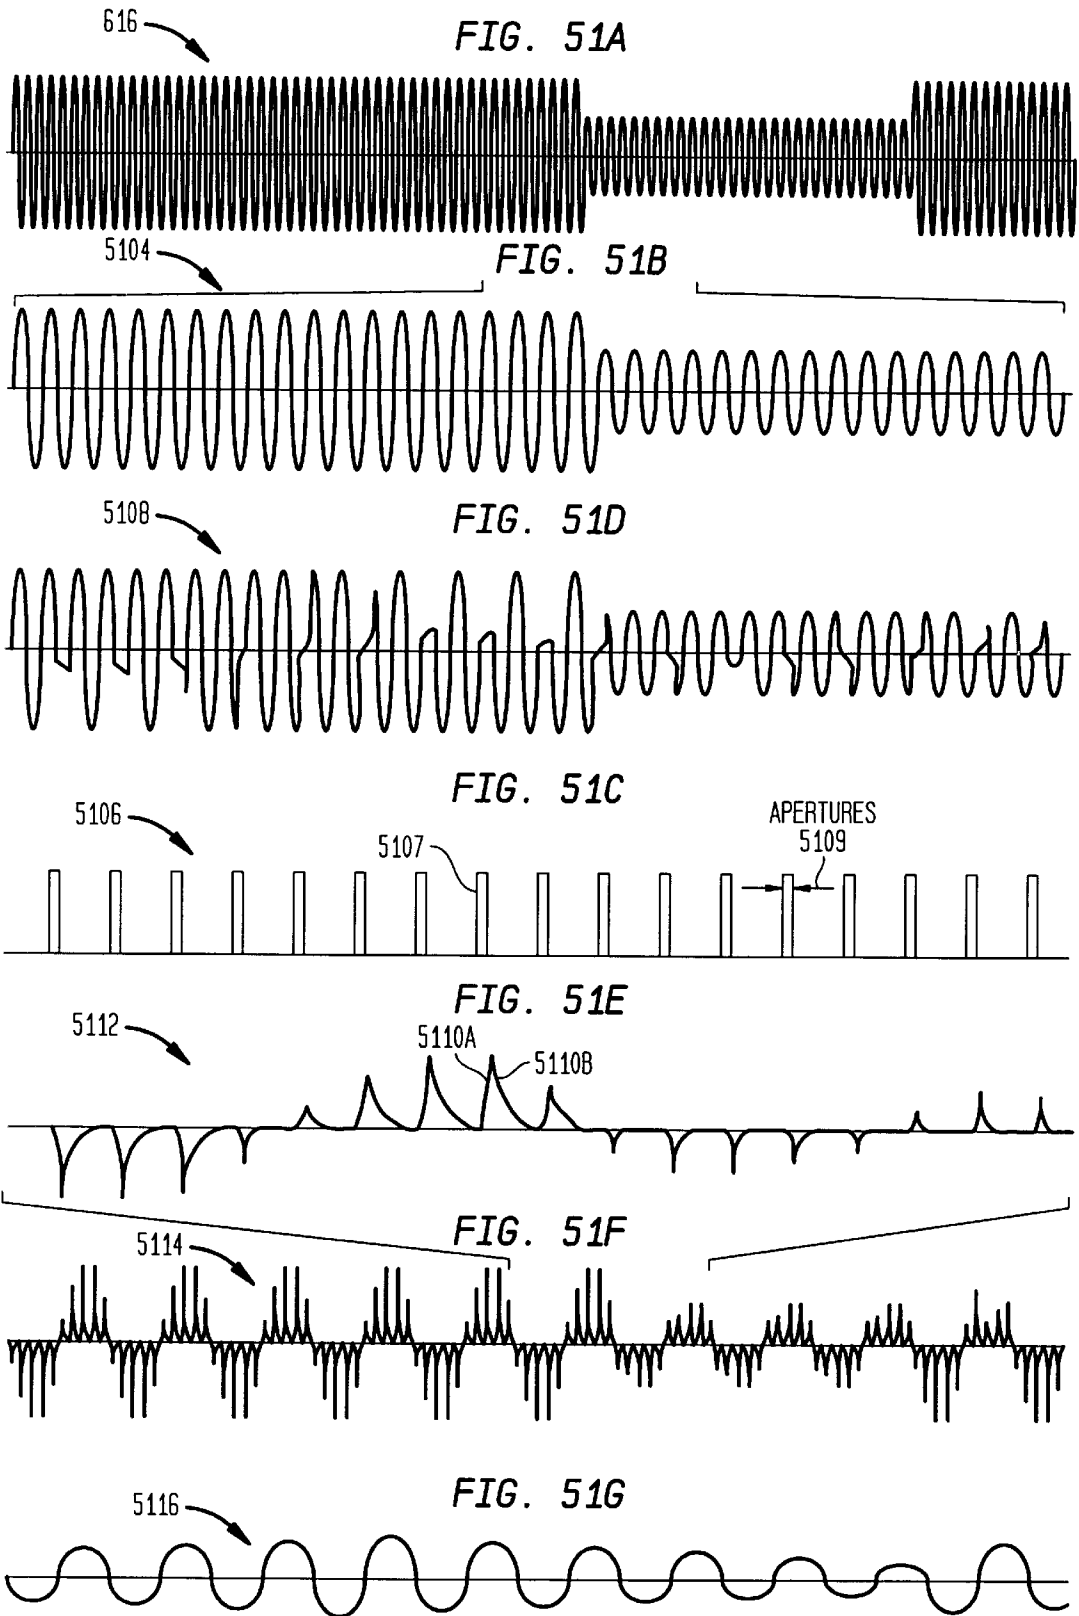 616
FIG. 51A
5104
FIG. 51B
5108
FIG. 51D
FIG. 51C
5106
5107
APERTURES
5109
FIG. 51E
5112
5110A
5110B
FIG. 51F
5114
FIG. 51G
5116